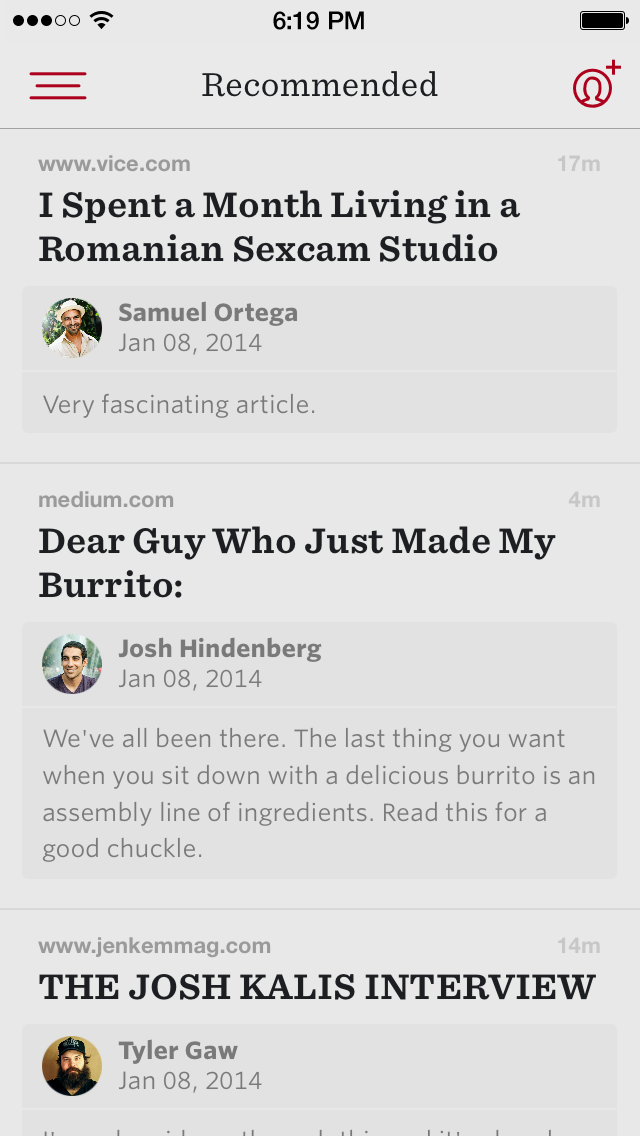 6:19 PM
Recommended
www.vice.com 17m
I Spent a Month Living in a
Romanian Sexcam Studio
Samuel Ortega
Jan 08, 2014
Very fascinating article.
medium.com 4m
Dear Guy Who Just Made My
Burrito:
Josh Hindenberg
Jan 08, 2014
We've all been there. The last thing you want
when you sit down with a delicious burrito is an
assembly line of ingredients. Read this for a
good chuckle.
www.jenkemmag.com 14m
THE JOSH KALIS INTERVIEW
Tyler Gaw
Jan 08, 2014